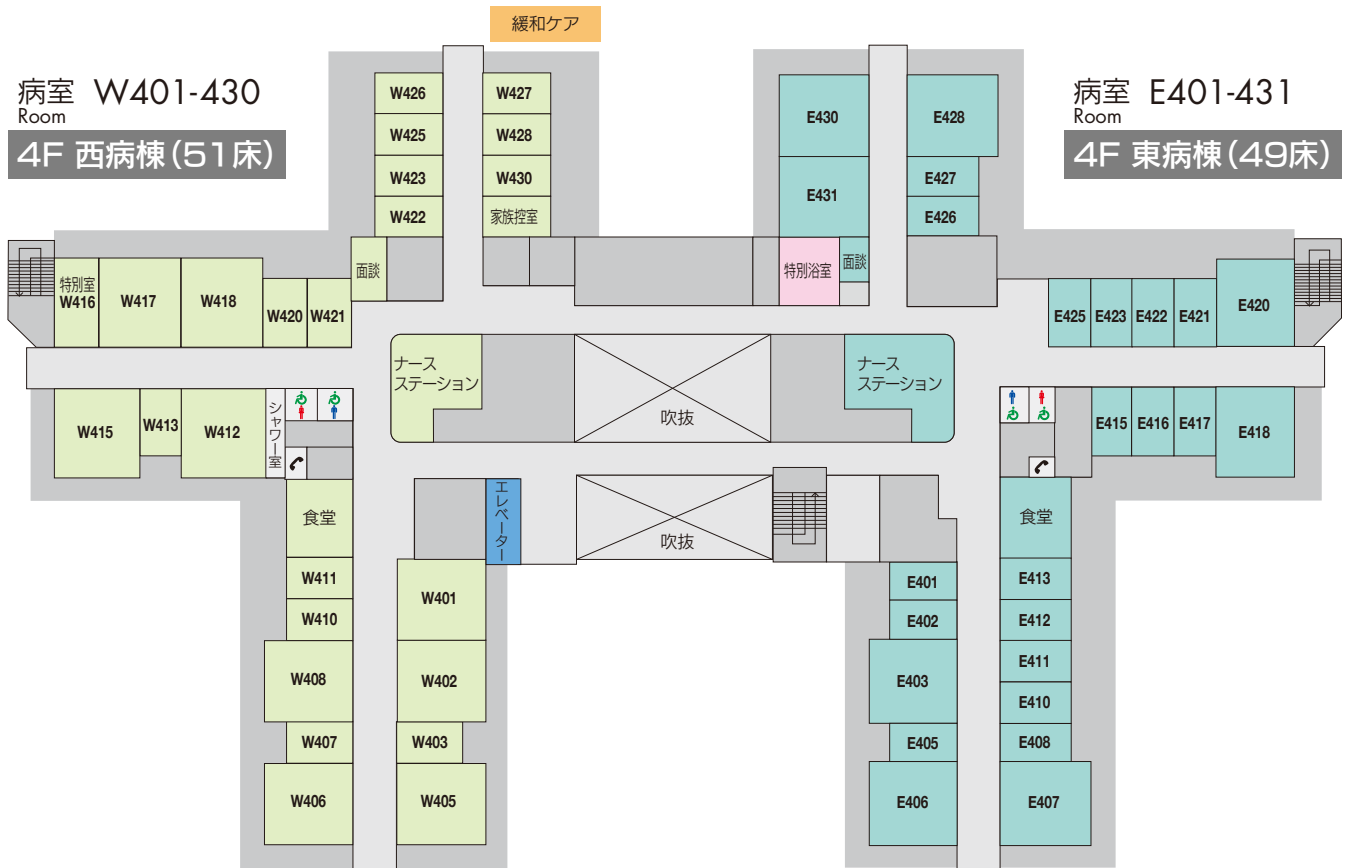 緩和ケア
病室 W401-430
Room
4F 西病棟(51床)
病室 E401-431
Room
4F 東病棟(49床)
W426
W427
W425
W428
W423
W430
W422
家族控室
面談
特別室
W416
W417
W418
W420
W421
E430
E428
E431
E427
E426
特別浴室
面談
E425
E423
E422
E421
E420
ナース
ステーション
吹抜
ナース
ステーション
W415
W413
W412
シャワー室
E415
E416
E417
E418
エレベーター
吹抜
食堂
W411
W410
W408
W407
W406
W401
W402
W403
W405
E401
E402
E403
E405
E406
食堂
E413
E412
E411
E410
E408
E407